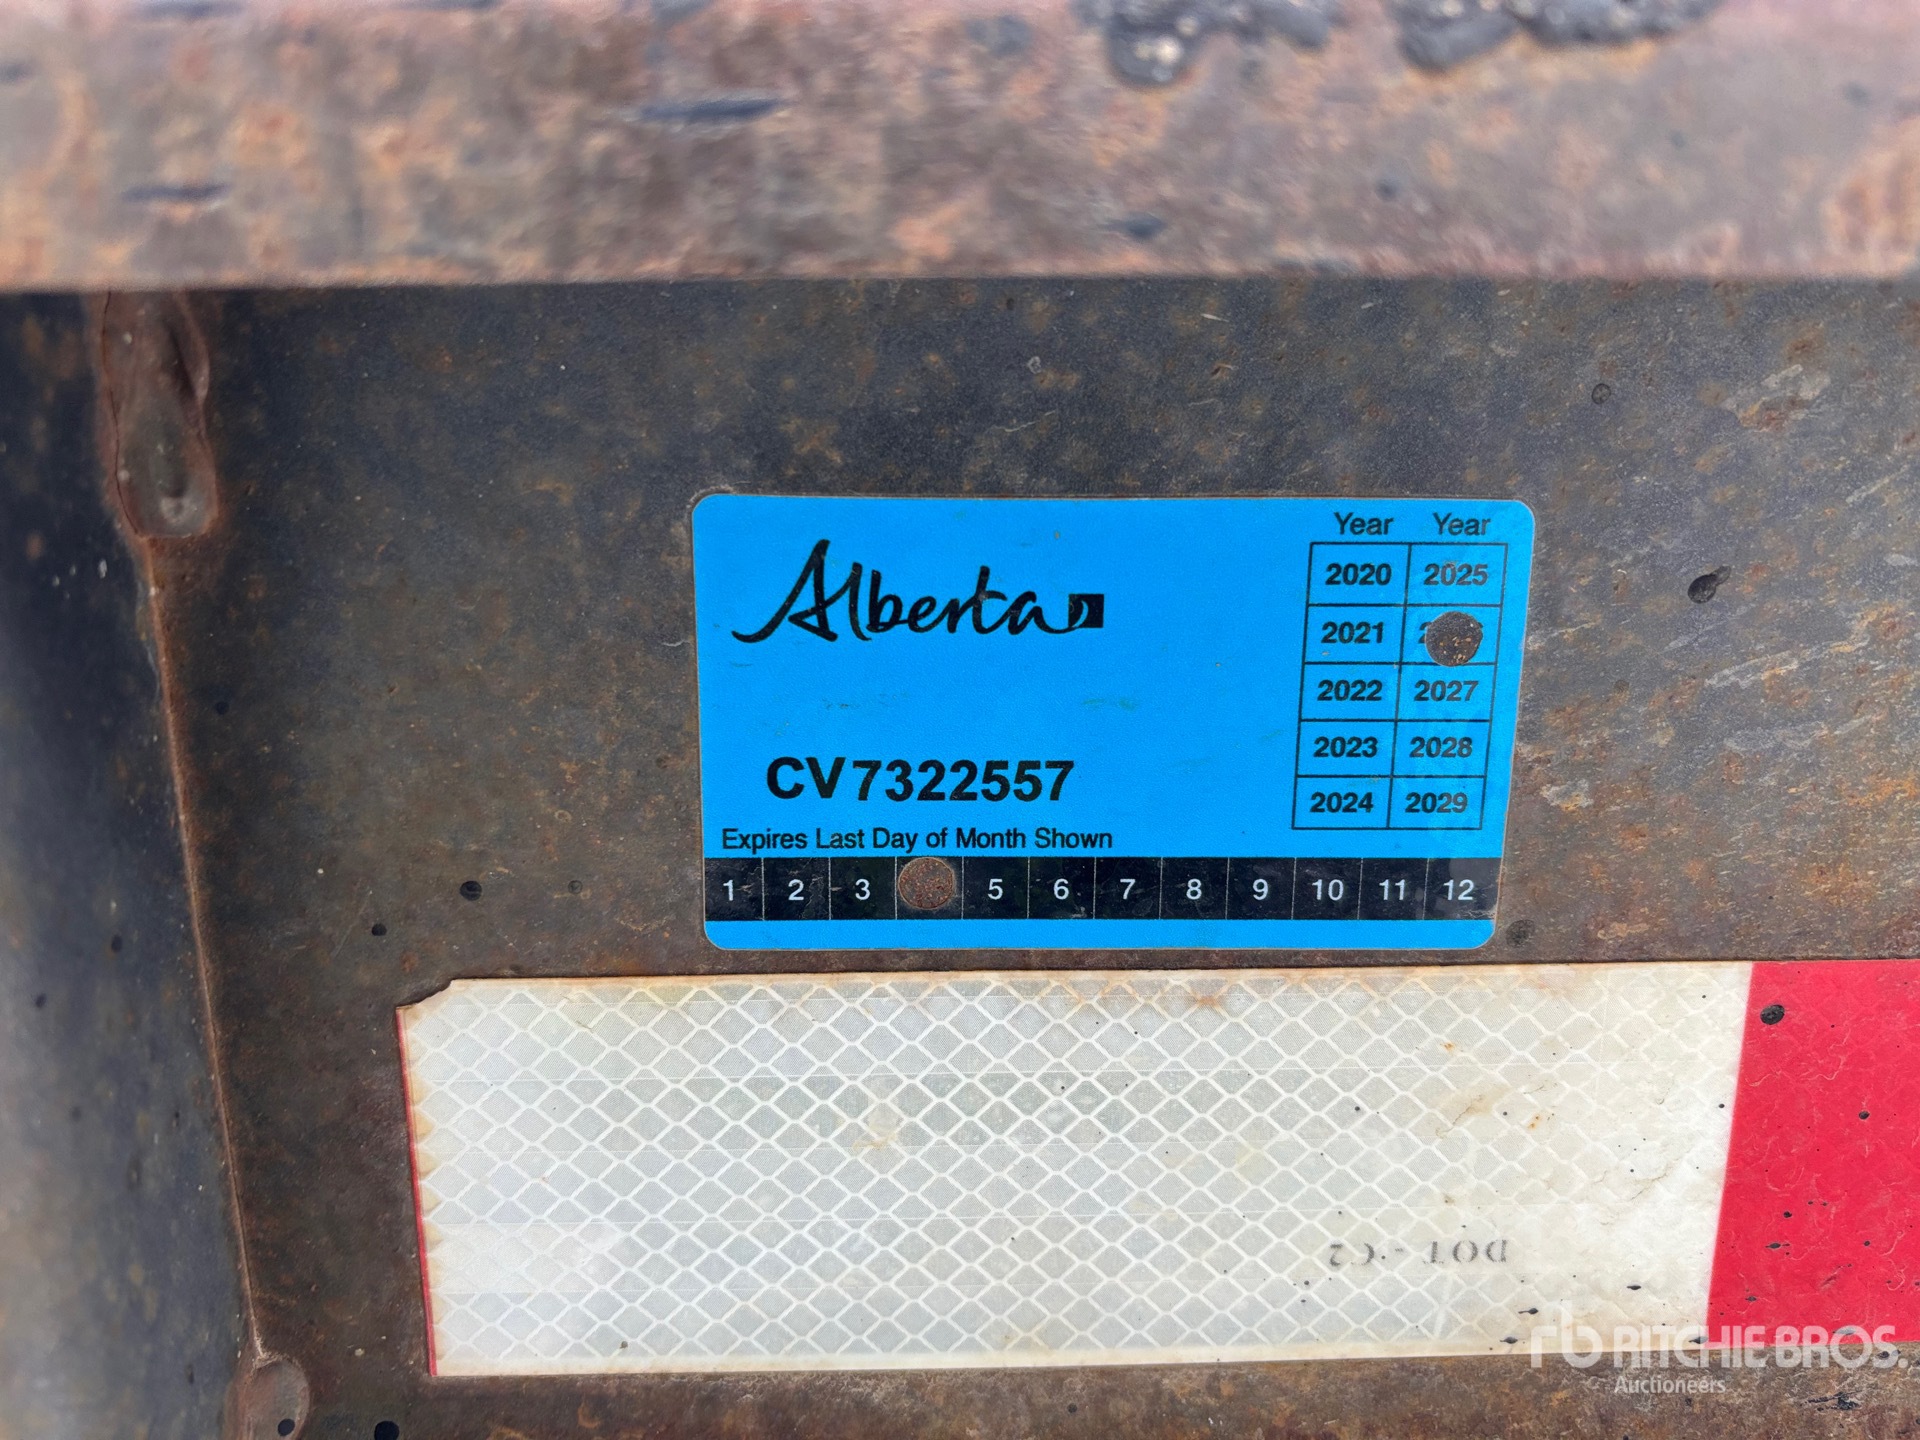 Alberta
Year Year
2020 2025
2021
2022 2027
2023 2028
2024 2029
CV7322557
Expires Last Day of Month Shown
1 2 3 5 6 7 8 9 10 11 12
DOT-C2
rb RITCHIE BROS.
Auctioneers